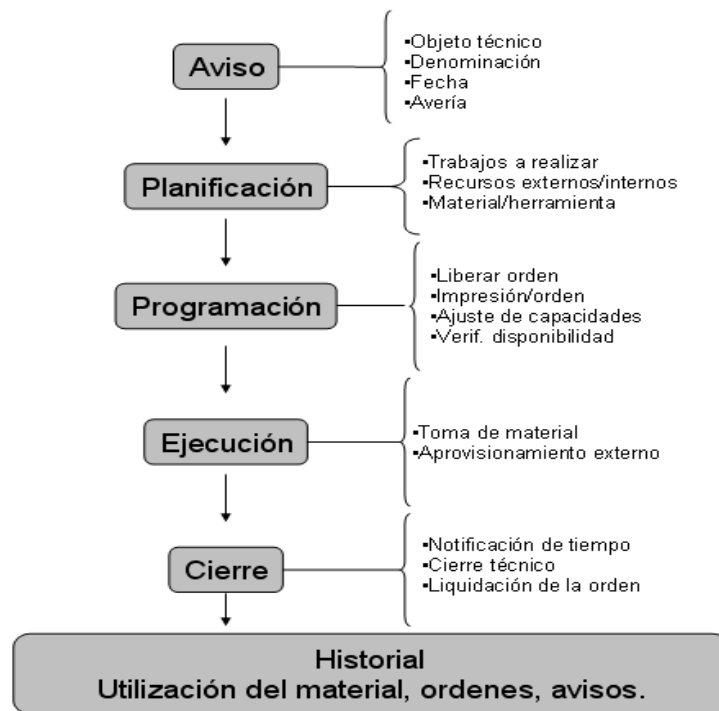 Aviso
▪Objeto técnico
▪Denominación
▪Fecha
▪Avería
Planificación
▪Trabajos a realizar
▪Recursos externos/internos
▪Material/herramienta
Programación
▪Liberar orden
▪Impresión/orden
▪Ajuste de capacidades
▪Verif. disponibilidad
Ejecución
▪Toma de material
▪Aprovisionamiento externo
Cierre
▪Notificación de tiempo
▪Cierre técnico
▪Liquidación de la orden
Historial
Utilización del material, ordenes, avisos.